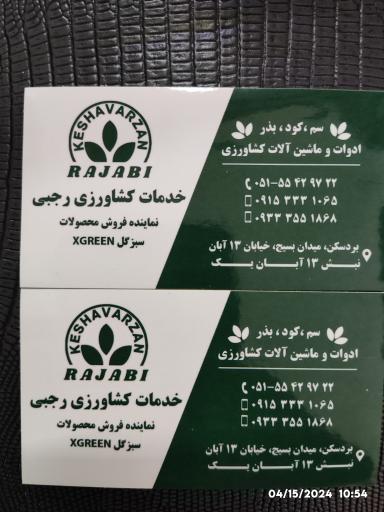 KESHAVARZAN
RAJABI
خدمات کشاورزی رجبی
نماینده فروش محصولات
سبزگل XGREEN
سم ،کود ، بذر
ادوات و ماشین آلات کشاورزی
۰۵۱-۵۵ ۴۲ ۹۷ ۲۲
۰۹۱۵ ۳۳۳ ۱۰۶۵
۰۹۳۳ ۳۵۵ ۱۸۶۸
بردسکن، میدان بسیج، خیابان ۱۳ آبان
نبش ۱۳ آبــان یــک
KESHAVARZAN
RAJABI
خدمات کشاورزی رجبی
نماینده فروش محصولات
سبزگل XGREEN
سم ،کود ، بذر
ادوات و ماشین آلات کشاورزی
۰۵۱-۵۵ ۴۲ ۹۷ ۲۲
۰۹۱۵ ۳۳۳ ۱۰۶۵
۰۹۳۳ ۳۵۵ ۱۸۶۸
بردسکن، میدان بسیج، خیابان ۱۳ آبان
نبش ۱۳ آبــان یــک
04/15/2024 10:54